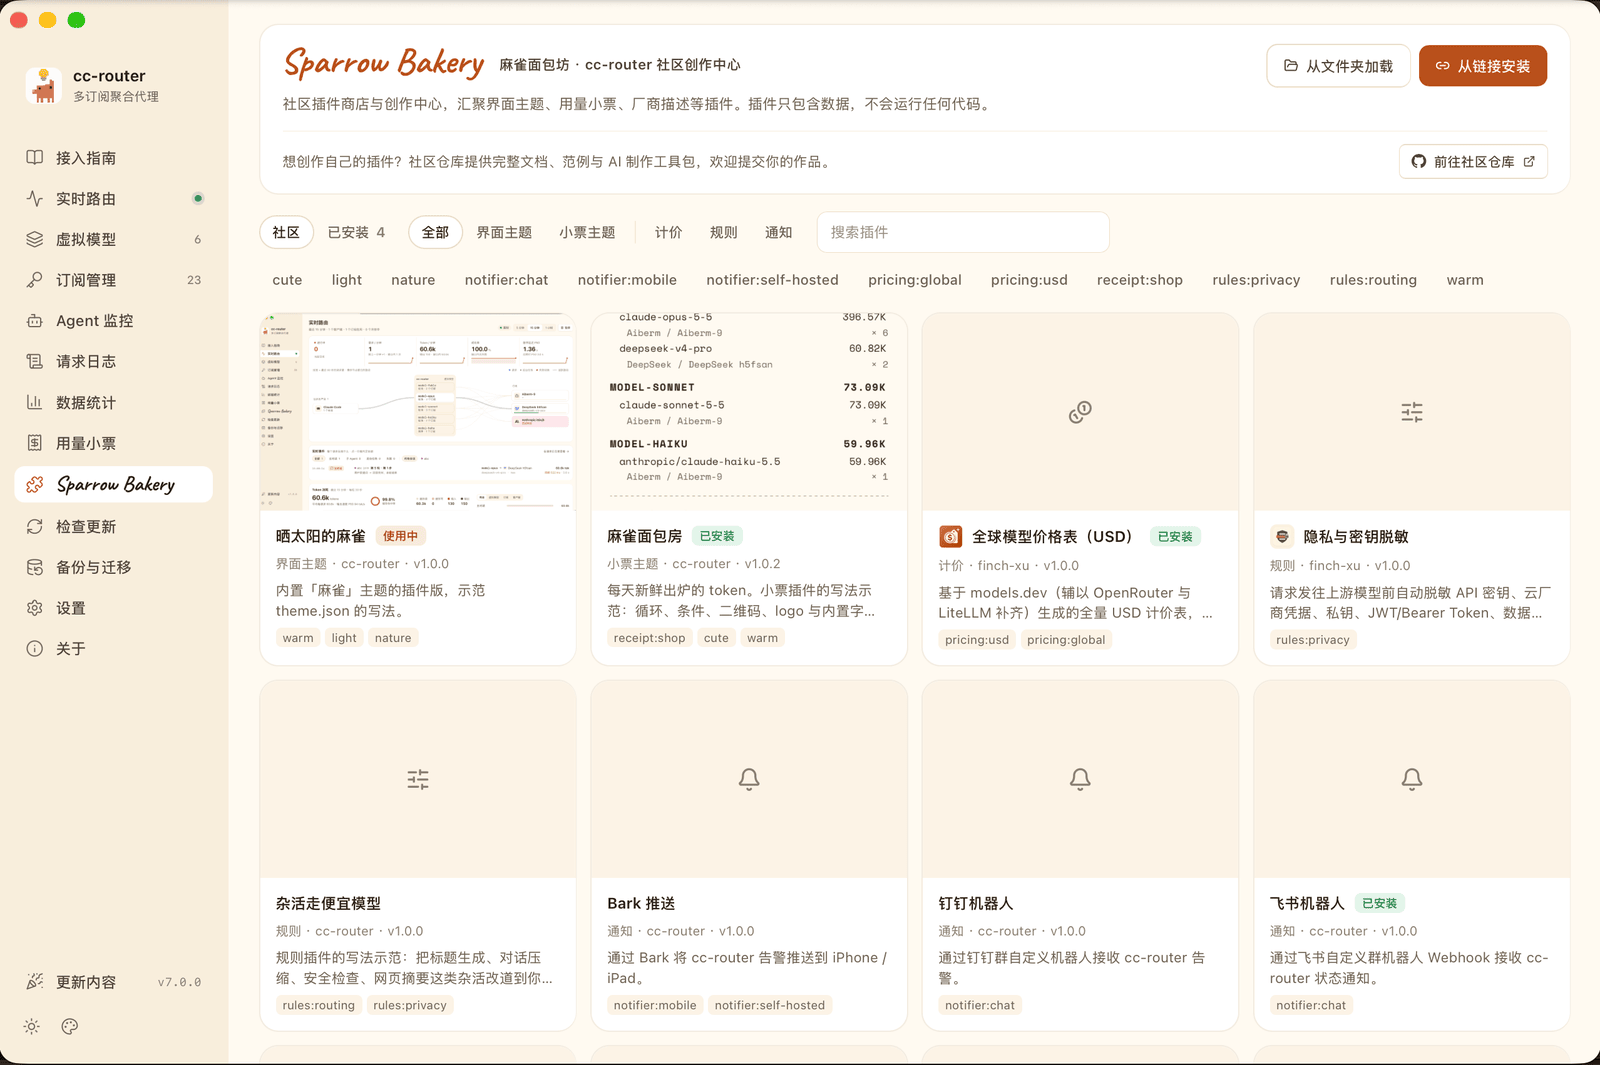 cc-router
多订阅聚合代理
接入指南
实时路由
虚拟模型 6
订阅管理 23
Agent 监控
请求日志
数据统计
用量小票
Sparrow Bakery
检查更新
备份与迁移
设置
关于
更新内容 v7.0.0
Sparrow Bakery 麻雀面包坊 · cc-router 社区创作中心
从文件夹加载
从链接安装
社区插件商店与创作中心，汇聚界面主题、用量小票、厂商描述等插件。插件只包含数据，不会运行任何代码。
想创作自己的插件？社区仓库提供完整文档、范例与 AI 制作工具包，欢迎提交你的作品。
前往社区仓库
社区 已安装 4 全部 界面主题 小票主题 计价 规则 通知 搜索插件
cute light nature notifier:chat notifier:mobile notifier:self-hosted pricing:global pricing:usd receipt:shop rules:privacy rules:routing warm
实时路由
60.6k
100.0
1.36
claude-opus-5-5 396.57K
Aiberm / Aiberm-9 × 6
deepseek-v4-pro 60.82K
DeepSeek / DeepSeek h5fsan × 2
MODEL-SONNET 73.09K
claude-sonnet-5-5 73.09K
Aiberm / Aiberm-9 × 1
MODEL-HAIKU 59.96K
anthropic/claude-haiku-5.5 59.96K
Aiberm / Aiberm-9 × 1
晒太阳的麻雀 使用中
界面主题 · cc-router · v1.0.0
内置「麻雀」主题的插件版，示范
theme.json 的写法。
warm light nature
麻雀面包房 已安装
小票主题 · cc-router · v1.0.2
每天新鲜出炉的 token。小票插件的写法示
范：循环、条件、二维码、logo 与内置字...
receipt:shop cute warm
全球模型价格表（USD） 已安装
计价 · finch-xu · v1.0.0
基于 models.dev（辅以 OpenRouter 与
LiteLLM 补齐）生成的全量 USD 计价表，...
pricing:usd pricing:global
隐私与密钥脱敏
规则 · finch-xu · v1.0.0
请求发往上游模型前自动脱敏 API 密钥、云厂
商凭据、私钥、JWT/Bearer Token、数据...
rules:privacy
杂活走便宜模型
规则 · cc-router · v1.0.0
规则插件的写法示范：把标题生成、对话压
缩、安全检查、网页摘要这类杂活改道到你...
rules:routing rules:privacy
Bark 推送
通知 · cc-router · v1.0.0
通过 Bark 将 cc-router 告警推送到 iPhone /
iPad。
notifier:mobile notifier:self-hosted
钉钉机器人
通知 · cc-router · v1.0.0
通过钉钉群自定义机器人接收 cc-router 告
警。
notifier:chat
飞书机器人 已安装
通知 · cc-router · v1.0.0
通过飞书自定义群机器人 Webhook 接收 cc-
router 状态通知。
notifier:chat